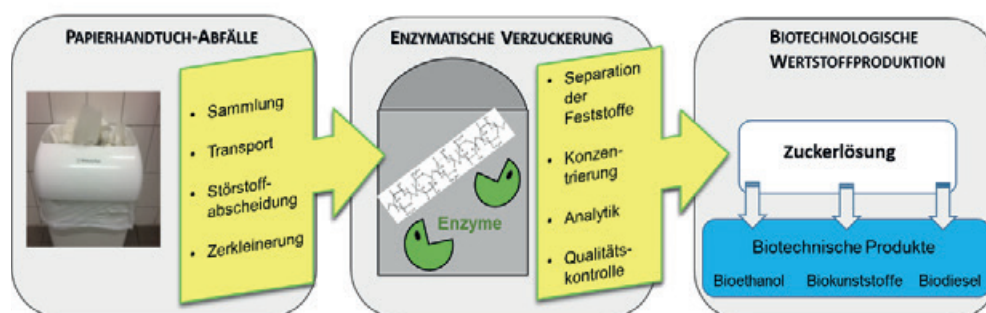 PAPIERHANDTUCH-ABFÄLLE
• Sammlung
• Transport
• Störstoff-
abscheidung
• Zerkleinerung
ENZYMATISCHE VERZUCKERUNG
Enzyme
• Separation
der
Feststoffe
• Konzen-
trierung
• Analytik
• Qualitäts-
kontrolle
BIOTECHNOLOGISCHE
WERTSTOFFPRODUKTION
Zuckerlösung
Biotechnische Produkte
Bioethanol Biokunststoffe Biodiesel